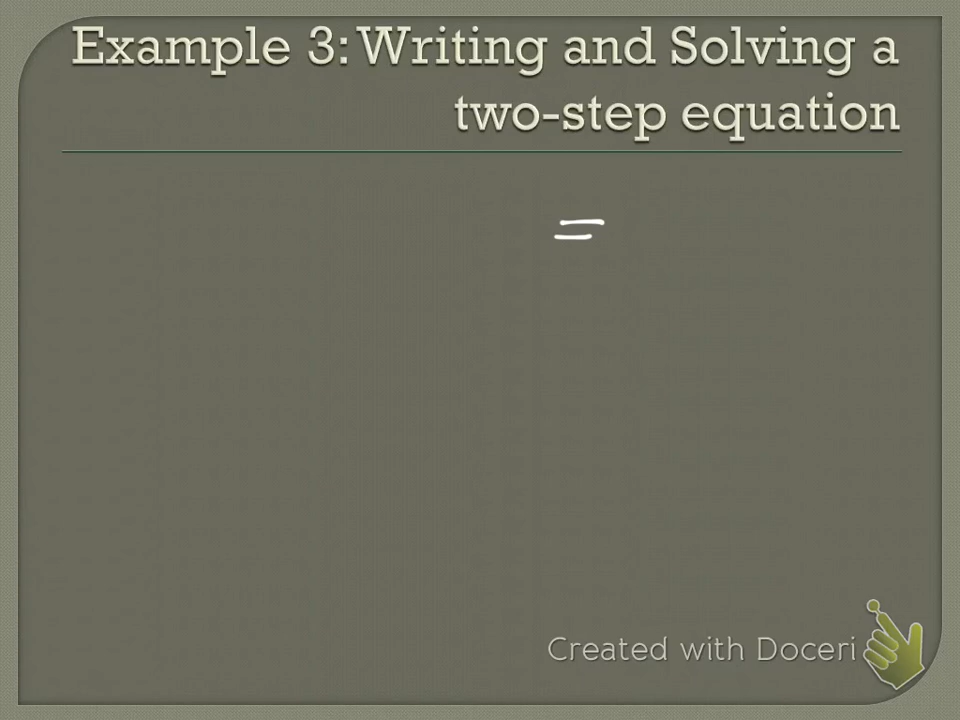 Example 3: Writing and Solving a
two-step equation
=
Created with Doceri